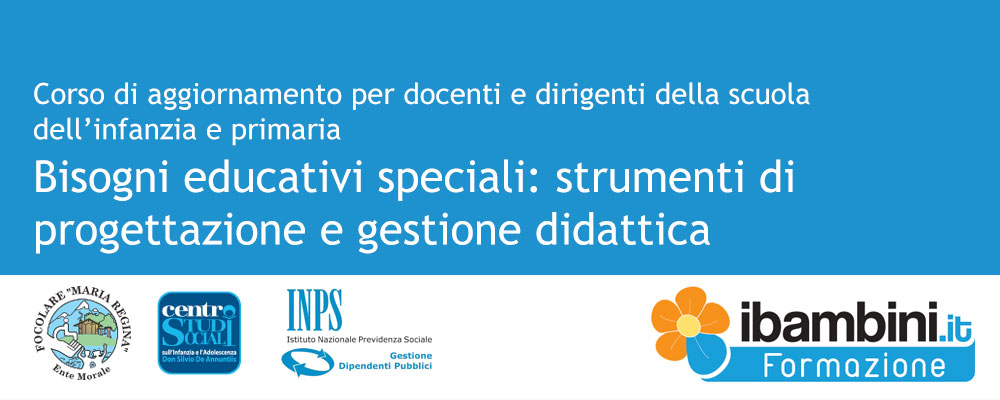 Corso di aggiornamento per docenti e dirigenti della scuola
dell’infanzia e primaria
Bisogni educativi speciali: strumenti di
progettazione e gestione didattica
FOCOLARE "MARIA REGINA"
Ente Morale
centro
STUDI
SOCIALI
sull'Infanzia e l'Adolescenza
Don Silvio De Annuntiis
INPS
Istituto Nazionale Previdenza Sociale
Gestione
Dipendenti Pubblici
ibambini.it
Formazione